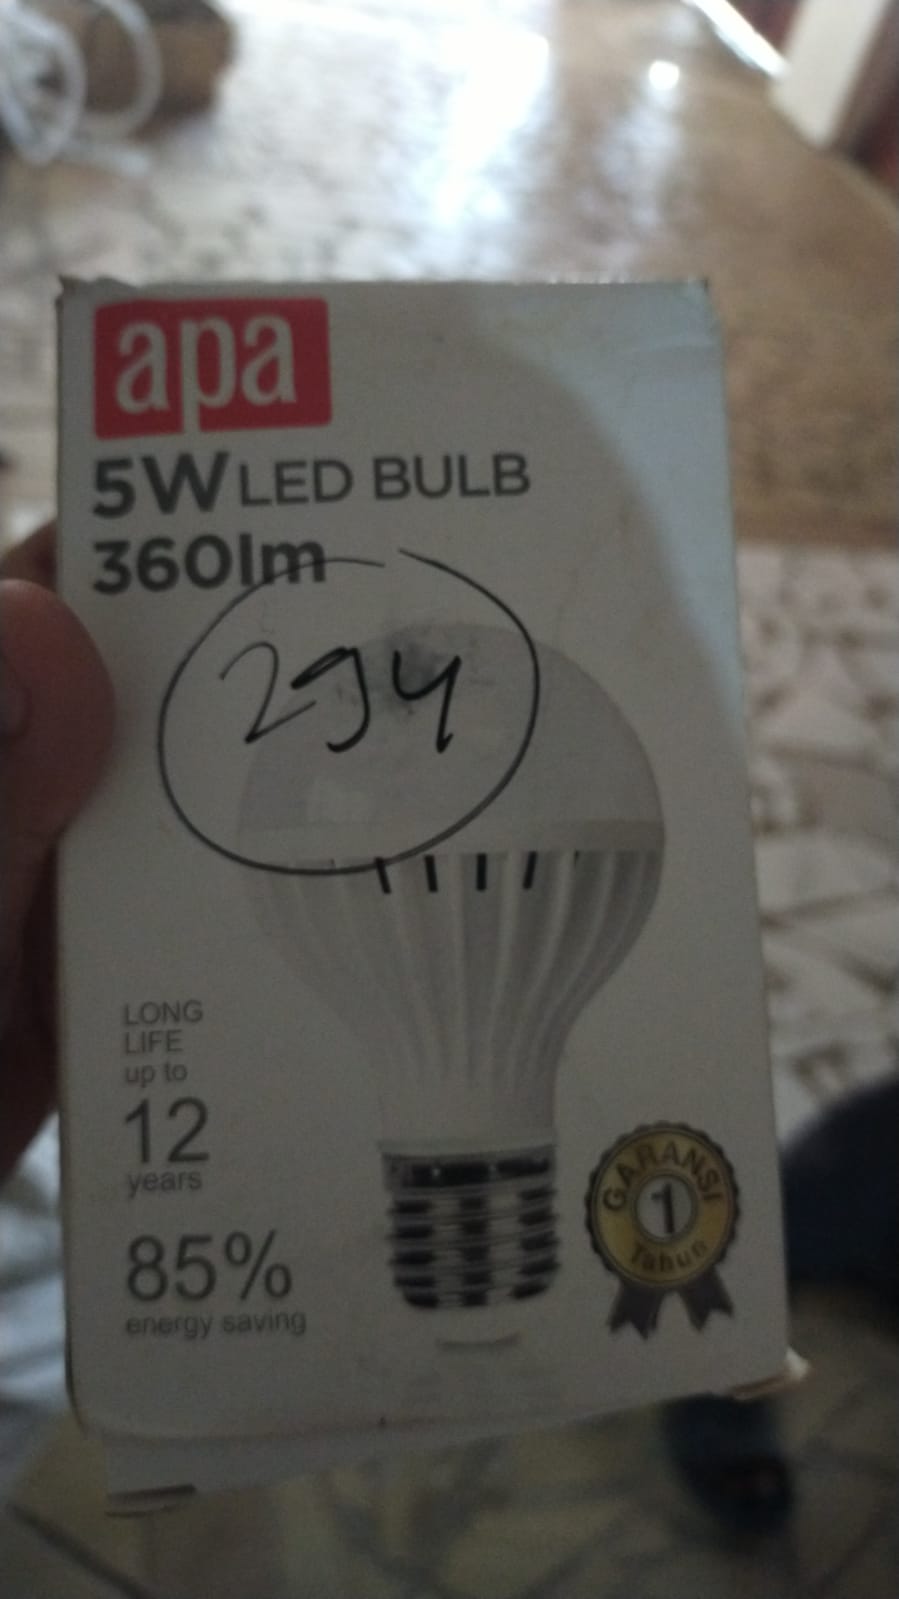 apa
5W LED BULB
360lm
294
LONG
LIFE
up to
12
years
85%
energy saving
GARANSI
1
Tahun